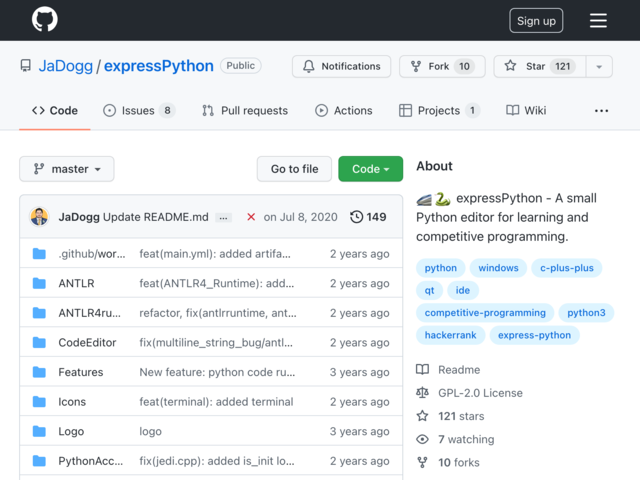 Sign up
JaDogg / expressPython Public
Notifications Fork 10 Star 121
Code Issues 8 Pull requests Actions Projects 1 Wiki ...
master Go to file Code
JaDogg Update README.md ... on Jul 8, 2020 149
.github/wor... feat(main.yml): added artifa... 2 years ago
ANTLR feat(ANTLR4_Runtime): add... 2 years ago
ANTLR4ru... refactor, fix(antlrruntime, ant... 2 years ago
CodeEditor fix(multiline_string_bug/antl... 2 years ago
Features New feature: python code ru... 3 years ago
Icons feat(terminal): added terminal 2 years ago
Logo logo 3 years ago
PythonAcc... fix(jedi.cpp): added is_init lo... 2 years ago
About
🚄🐍 expressPython - A small
Python editor for learning and
competitive programming.
python windows c-plus-plus
qt ide
competitive-programming python3
hackerrank express-python
Readme
GPL-2.0 License
121 stars
7 watching
10 forks